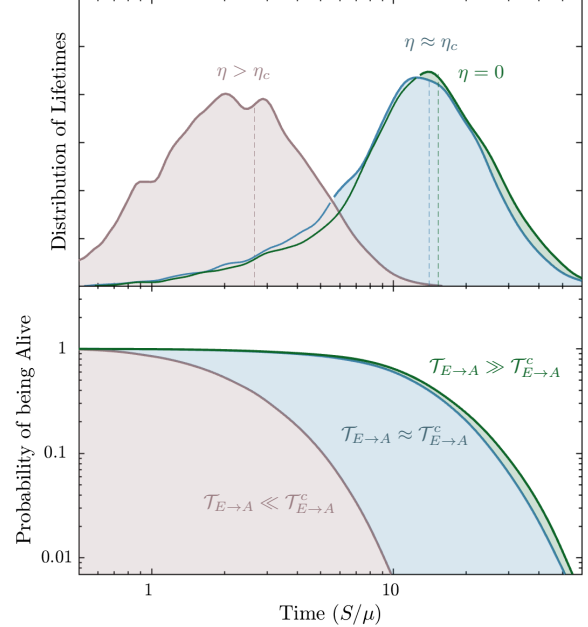 η ≈ η_c
η > η_c
η = 0
Distribution of Lifetimes
1
0.1
0.01
𝒯_{E→A} ≫ 𝒯^c_{E→A}
𝒯_{E→A} ≈ 𝒯^c_{E→A}
𝒯_{E→A} ≪ 𝒯^c_{E→A}
Probability of being Alive
1
10
Time (S/μ)